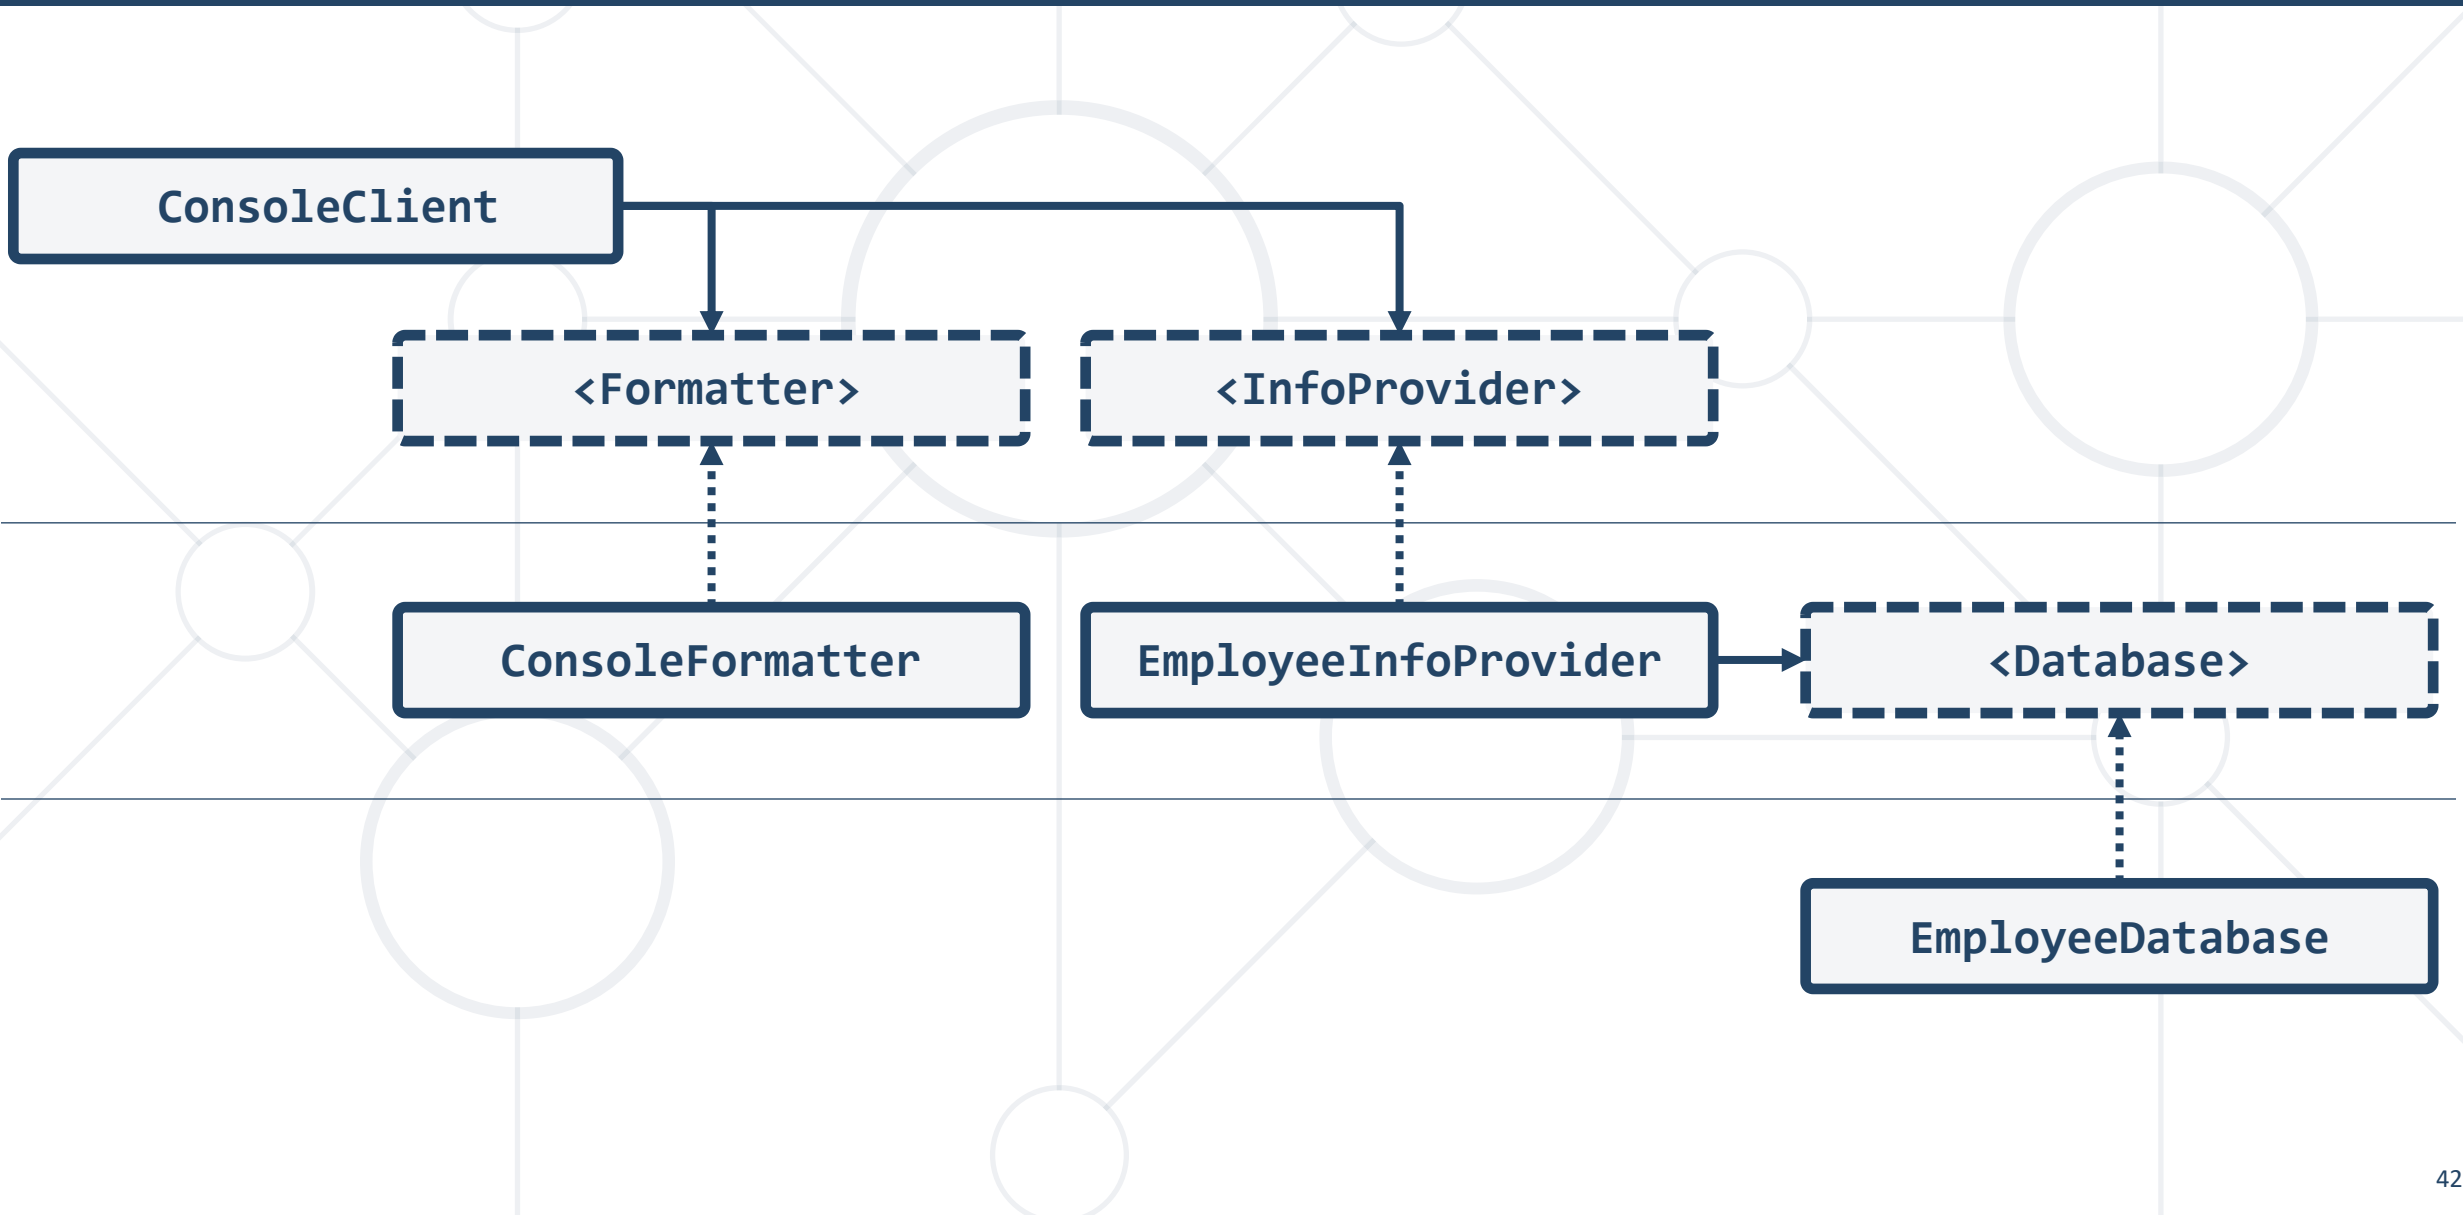 ConsoleClient
<Formatter>
<InfoProvider>
ConsoleFormatter
EmployeeInfoProvider
<Database>
EmployeeDatabase
42